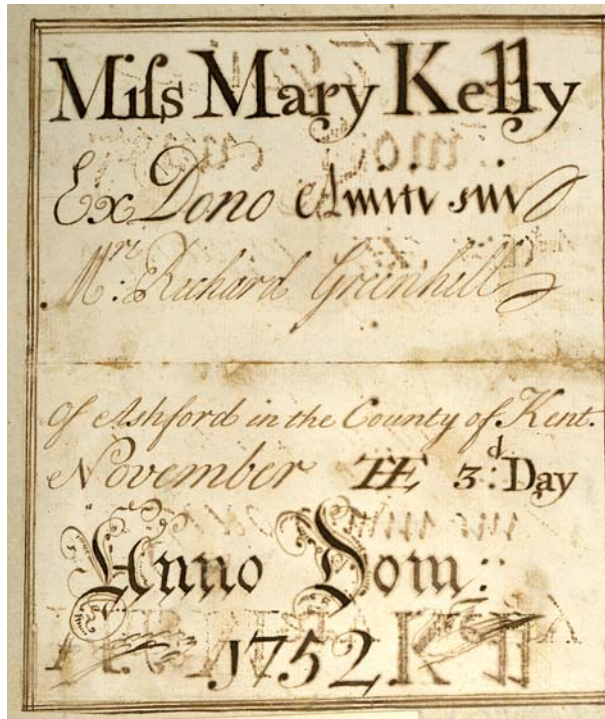 Miſs Mary Kelly
Ex Dono Amici sui
Mr: Richard Greenhill
Of Ashford in the County of Kent.
November THE 3d: Day
Anno Dom:
1752